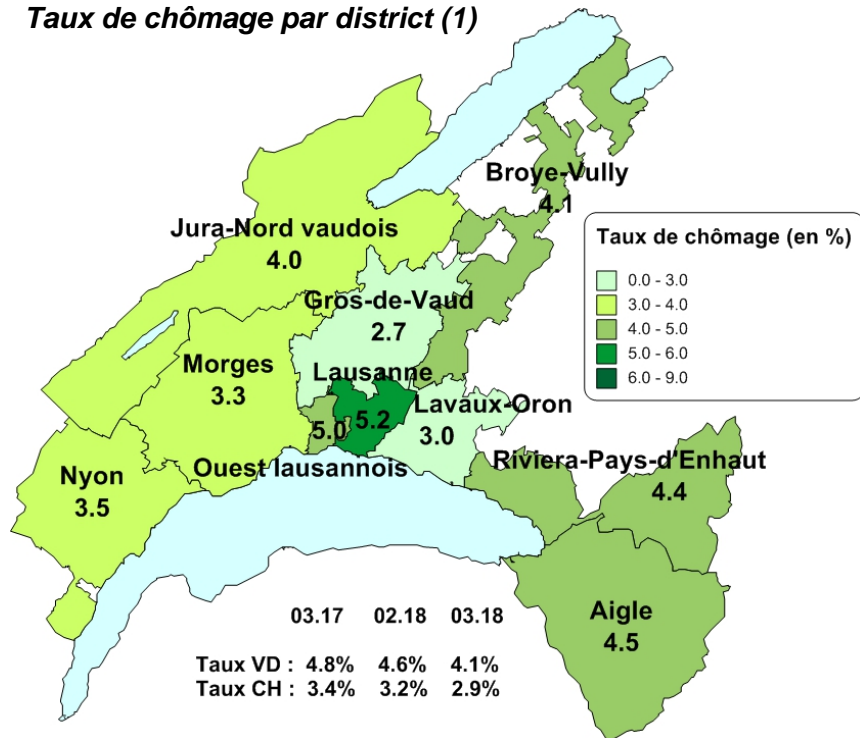 Taux de chômage par district (1)
Broye-Vully
4.1
Jura-Nord vaudois
4.0
Taux de chômage (en %)
0.0 - 3.0
3.0 - 4.0
4.0 - 5.0
5.0 - 6.0
6.0 - 9.0
Gros-de-Vaud
2.7
Morges
3.3
Lausanne
5.2
5.0
Lavaux-Oron
3.0
Ouest lausannois
Riviera-Pays-d'Enhaut
4.4
Nyon
3.5
Aigle
4.5
03.17 02.18 03.18
Taux VD : 4.8% 4.6% 4.1%
Taux CH : 3.4% 3.2% 2.9%